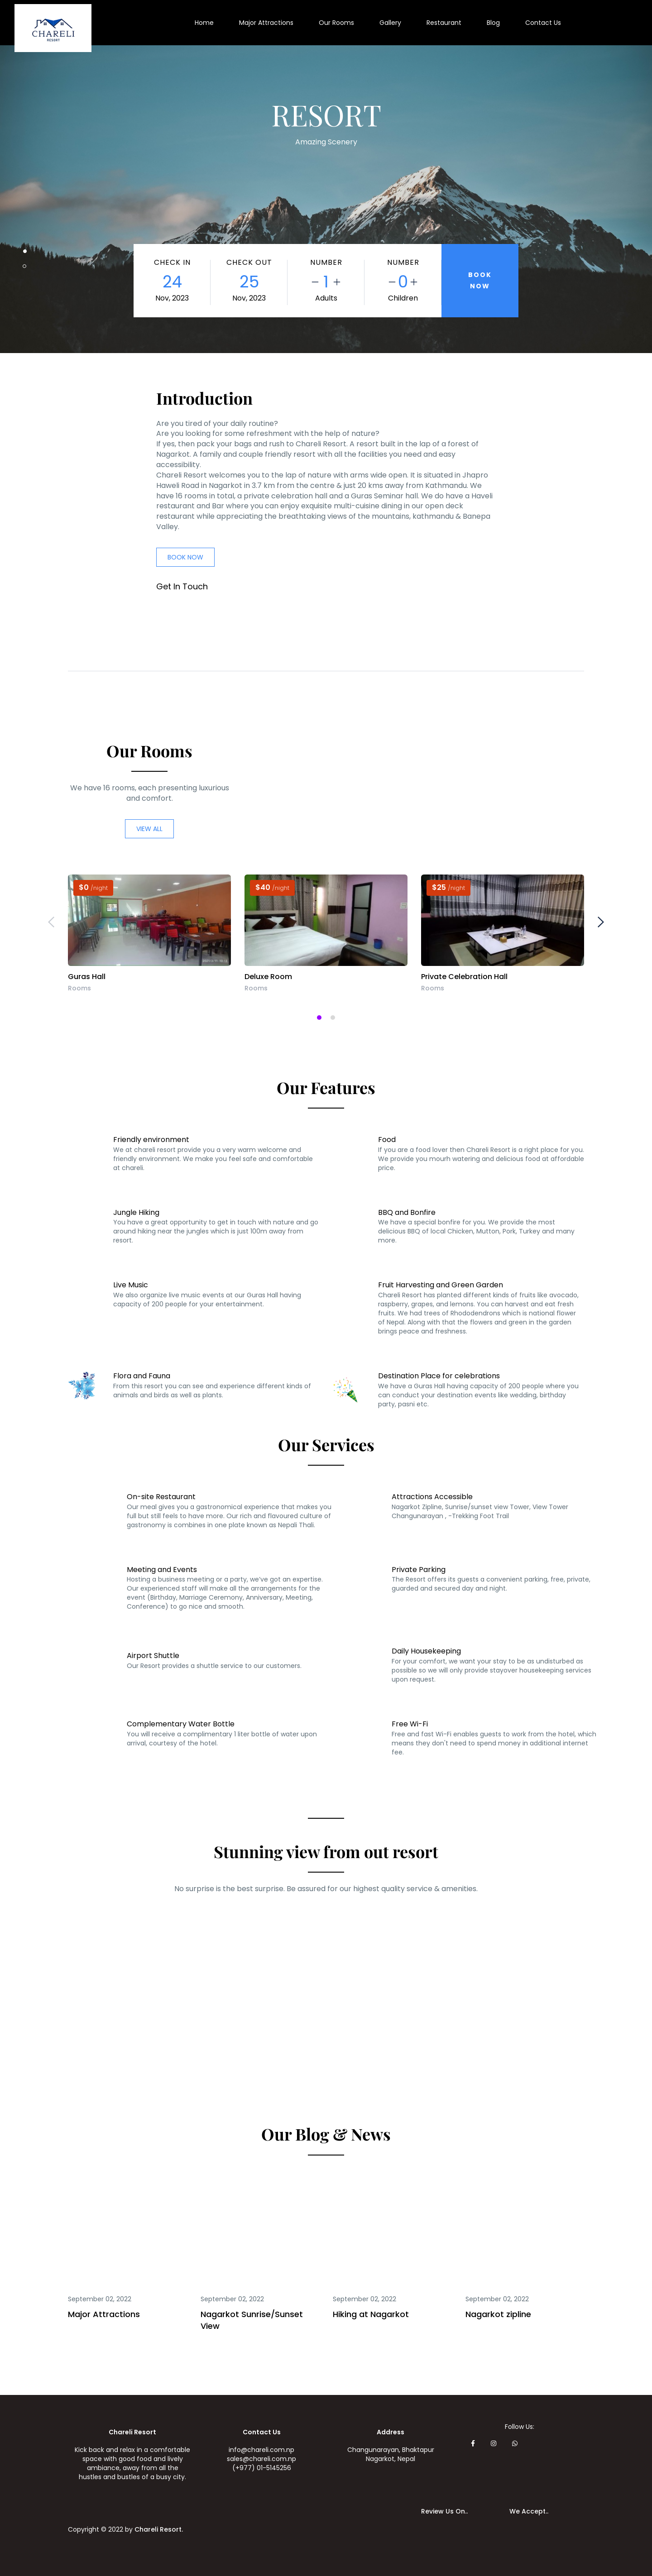 CHARELI
RESORT
Home
Major Attractions
Our Rooms
Gallery
Restaurant
Blog
Contact Us
RESORT
Amazing Scenery
CHECK IN
24
Nov, 2023
CHECK OUT
25
Nov, 2023
NUMBER
− 1 +
Adults
NUMBER
− 0 +
Children
BOOK
NOW
Introduction
Are you tired of your daily routine?
Are you looking for some refreshment with the help of nature?
If yes, then pack your bags and rush to Chareli Resort. A resort built in the lap of a forest of
Nagarkot. A family and couple friendly resort with all the facilities you need and easy
accessibility.
Chareli Resort welcomes you to the lap of nature with arms wide open. It is situated in Jhapro
Haweli Road in Nagarkot in 3.7 km from the centre & just 20 kms away from Kathmandu. We
have 16 rooms in total, a private celebration hall and a Guras Seminar hall. We do have a Haveli
restaurant and Bar where you can enjoy exquisite multi-cuisine dining in our open deck
restaurant while appreciating the breathtaking views of the mountains, kathmandu & Banepa
Valley.
BOOK NOW
Get In Touch
Our Rooms
We have 16 rooms, each presenting luxurious
and comfort.
VIEW ALL
$0 /night
Guras Hall
Rooms
$40 /night
Deluxe Room
Rooms
$25 /night
Private Celebration Hall
Rooms
Our Features
Friendly environment
We at chareli resort provide you a very warm welcome and
friendly environment. We make you feel safe and comfortable
at chareli.
Food
If you are a food lover then Chareli Resort is a right place for you.
We provide you mourh watering and delicious food at affordable
price.
Jungle Hiking
You have a great opportunity to get in touch with nature and go
around hiking near the jungles which is just 100m away from
resort.
BBQ and Bonfire
We have a special bonfire for you. We provide the most
delicious BBQ of local Chicken, Mutton, Pork, Turkey and many
more.
Live Music
We also organize live music events at our Guras Hall having
capacity of 200 people for your entertainment.
Fruit Harvesting and Green Garden
Chareli Resort has planted different kinds of fruits like avocado,
raspberry, grapes, and lemons. You can harvest and eat fresh
fruits. We had trees of Rhododendrons which is national flower
of Nepal. Along with that the flowers and green in the garden
brings peace and freshness.
Flora and Fauna
From this resort you can see and experience different kinds of
animals and birds as well as plants.
Destination Place for celebrations
We have a Guras Hall having capacity of 200 people where you
can conduct your destination events like wedding, birthday
party, pasni etc.
Our Services
On-site Restaurant
Our meal gives you a gastronomical experience that makes you
full but still feels to have more. Our rich and flavoured culture of
gastronomy is combines in one plate known as Nepali Thali.
Attractions Accessible
Nagarkot Zipline, Sunrise/sunset view Tower, View Tower
Changunarayan , -Trekking Foot Trail
Meeting and Events
Hosting a business meeting or a party, we've got an expertise.
Our experienced staff will make all the arrangements for the
event (Birthday, Marriage Ceremony, Anniversary, Meeting,
Conference) to go nice and smooth.
Private Parking
The Resort offers its guests a convenient parking, free, private,
guarded and secured day and night.
Airport Shuttle
Our Resort provides a shuttle service to our customers.
Daily Housekeeping
For your comfort, we want your stay to be as undisturbed as
possible so we will only provide stayover housekeeping services
upon request.
Complementary Water Bottle
You will receive a complimentary 1 liter bottle of water upon
arrival, courtesy of the hotel.
Free Wi-Fi
Free and fast Wi-Fi enables guests to work from the hotel, which
means they don't need to spend money in additional internet
fee.
Stunning view from out resort
No surprise is the best surprise. Be assured for our highest quality service & amenities.
Our Blog & News
September 02, 2022
Major Attractions
September 02, 2022
Nagarkot Sunrise/Sunset
View
September 02, 2022
Hiking at Nagarkot
September 02, 2022
Nagarkot zipline
Chareli Resort
Kick back and relax in a comfortable
space with good food and lively
ambiance, away from all the
hustles and bustles of a busy city.
Contact Us
info@chareli.com.np
sales@chareli.com.np
(+977) 01-5145256
Address
Changunarayan, Bhaktapur
Nagarkot, Nepal
Follow Us:
Review Us On..
We Accept..
Copyright © 2022 by Chareli Resort.